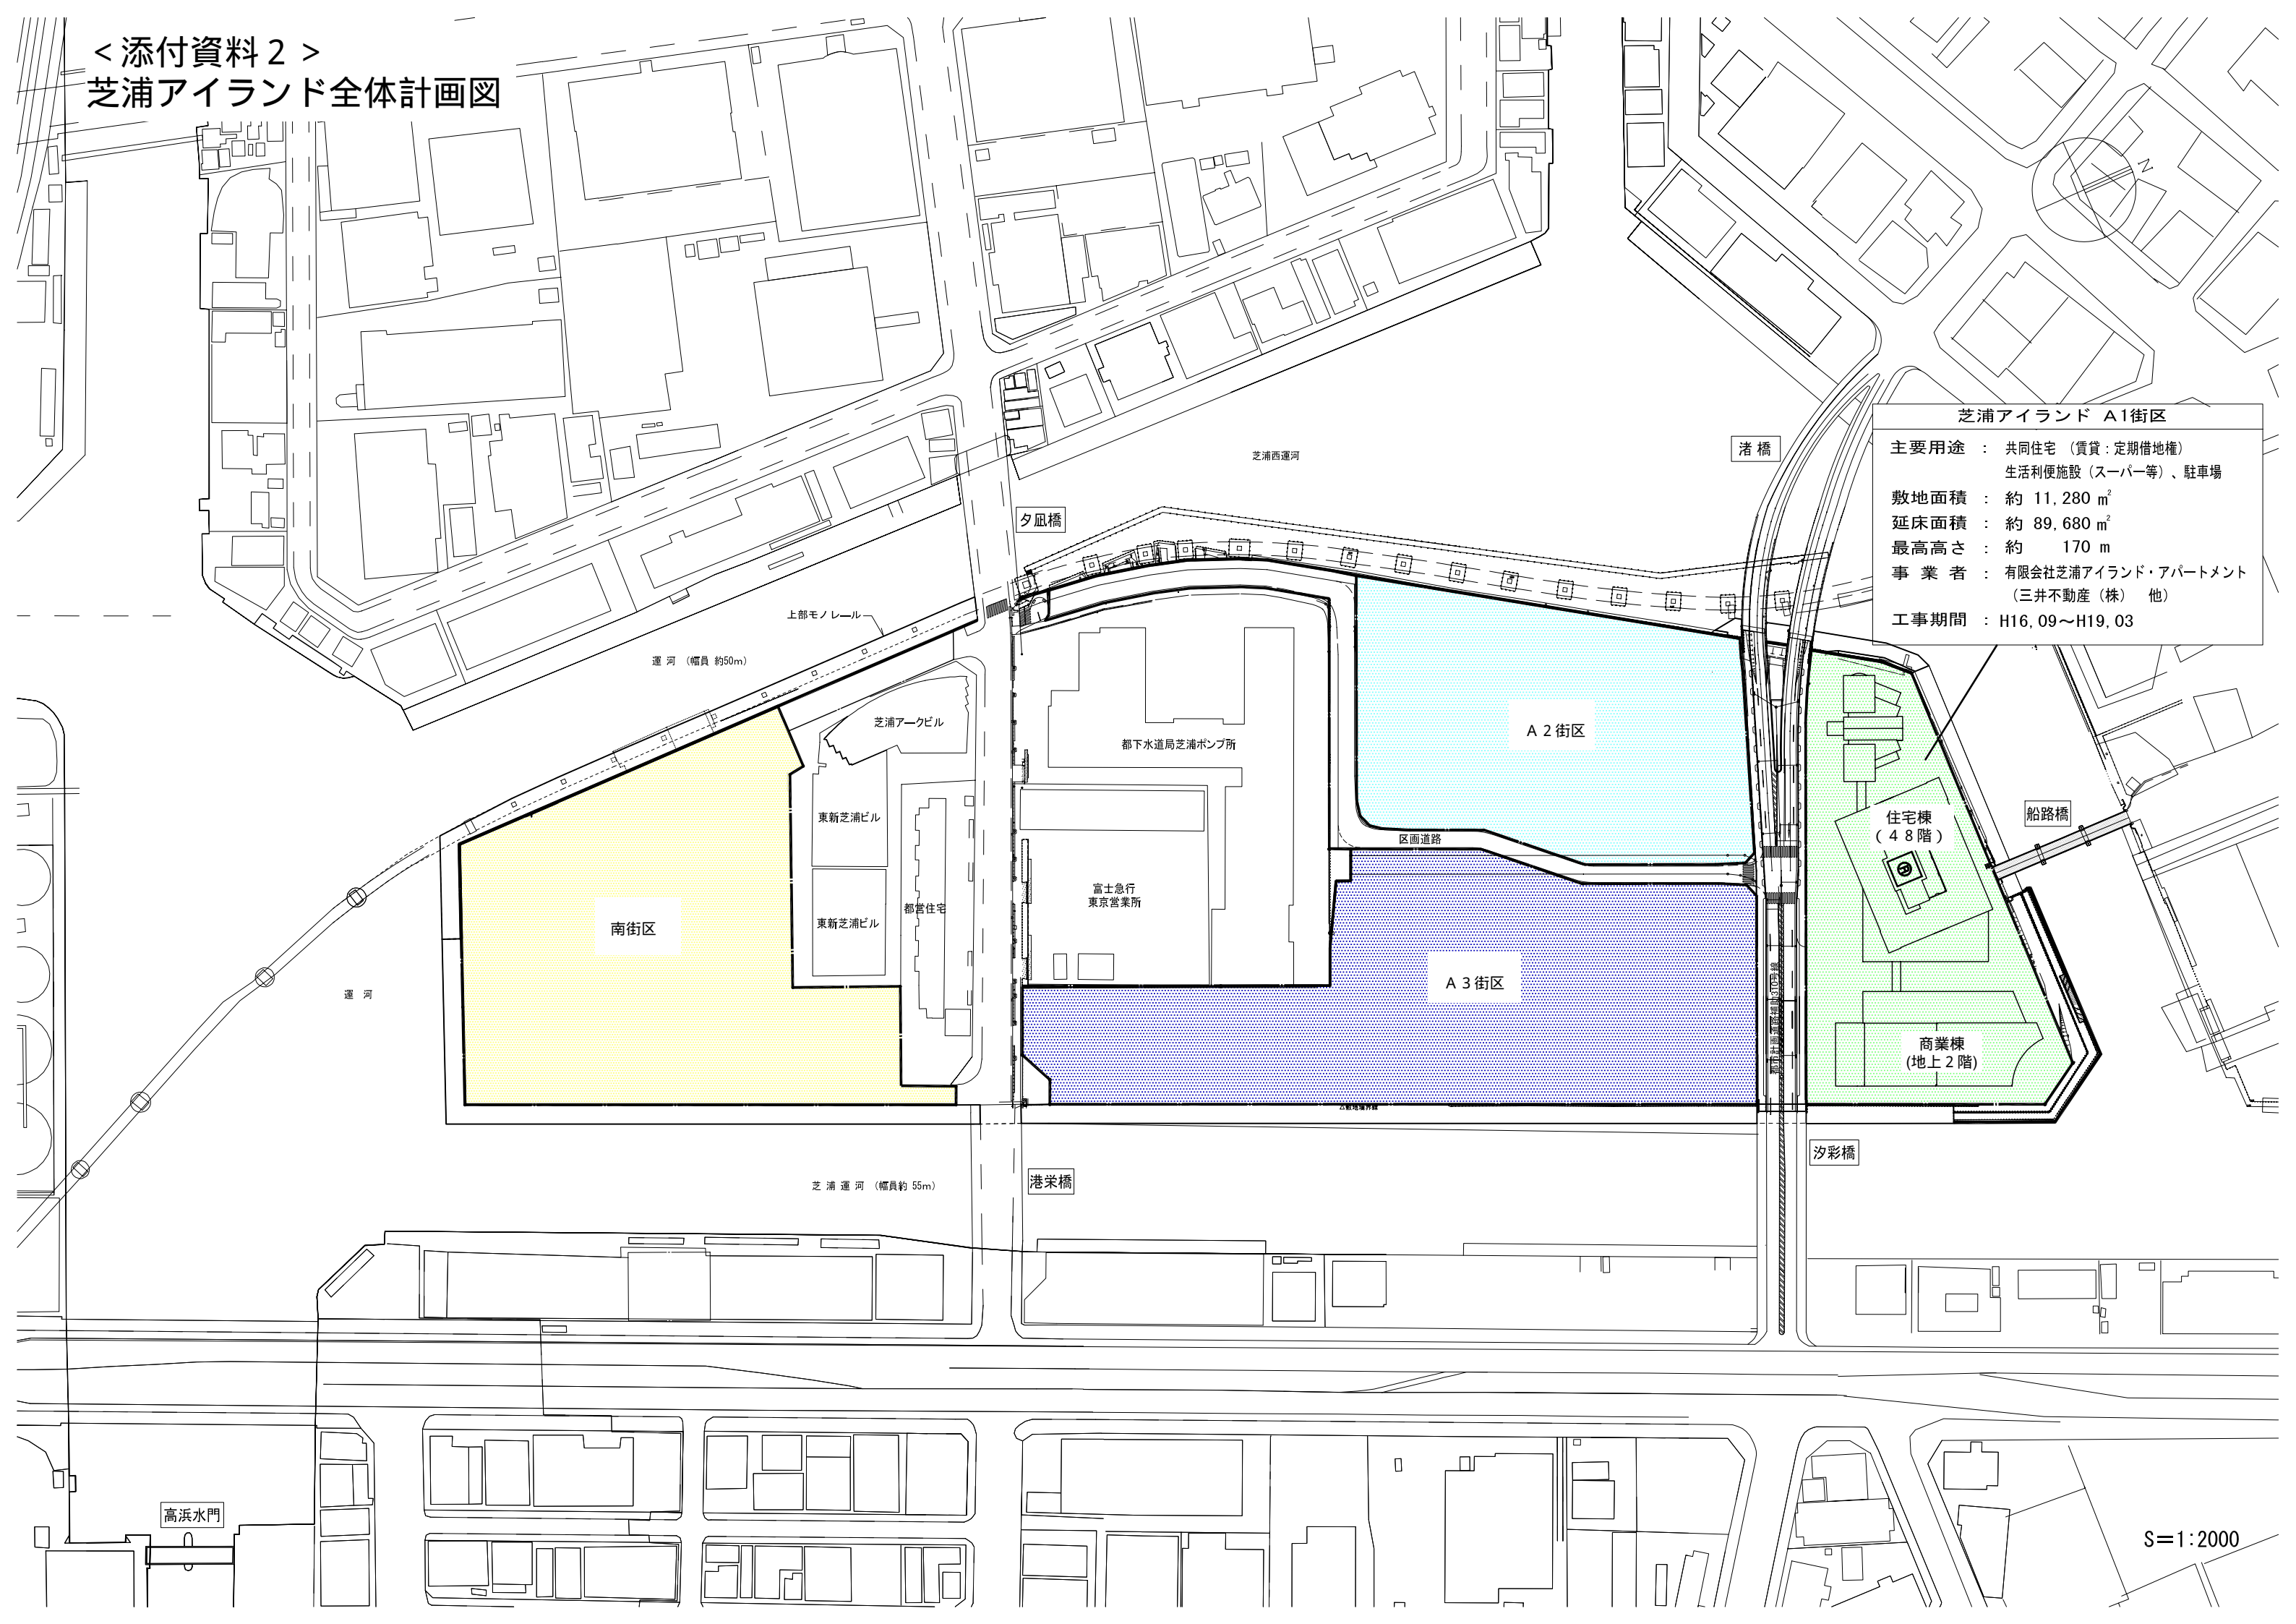 ＜添付資料２＞
芝浦アイランド全体計画図
N
芝浦アイランド A1街区
主要用途 ： 共同住宅 （賃貸：定期借地権）
生活利便施設（スーパー等）、駐車場
敷地面積 ： 約 11,280 ㎡
延床面積 ： 約 89,680 ㎡
最高高さ ： 約 170 m
事 業 者 ： 有限会社芝浦アイランド・アパートメント
（三井不動産（株） 他）
工事期間 ： H16,09～H19,03
渚橋
芝浦西運河
夕凪橋
上部モノレール
運 河 （幅員 約50m）
芝浦アークビル
都下水道局芝浦ポンプ所
A２街区
東新芝浦ビル
区画道路
住宅棟
（４８階）
船路橋
R
富士急行
東京営業所
都営住宅
東新芝浦ビル
南街区
A３街区
運 河
商業棟
(地上２階)
汐彩橋
港栄橋
芝 浦 運 河 （幅員約 55m）
高浜水門
S＝1:2000